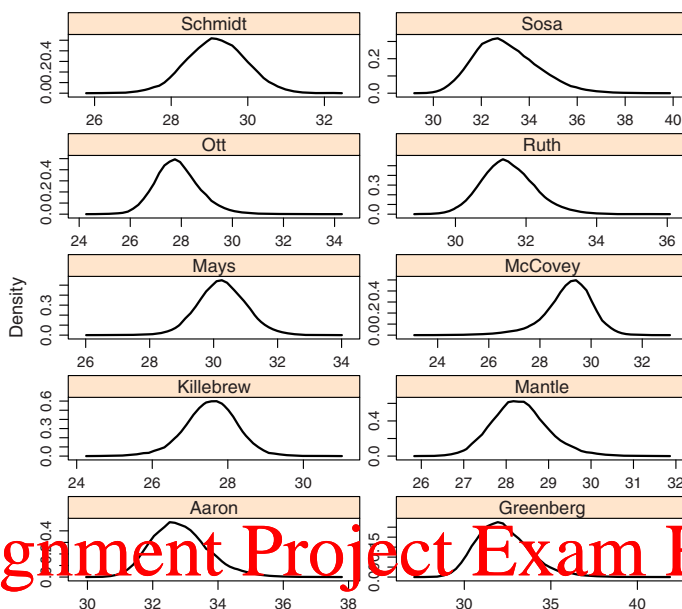 Schmidt Sosa
0.0 0.2 0.4 0.0 0.2
26 28 30 32 30 32 34 36 38 40
Ott Ruth
0.0 0.2 0.4 0.0 0.3
24 26 28 30 32 34 30 32 34 36
Mays McCovey
Density
0.0 0.3 0.0 0.2 0.4
26 28 30 32 34 24 26 28 30 32
Killebrew Mantle
0.0 0.3 0.6 0.0 0.4
24 26 28 30 26 27 28 29 30 31 32
Aaron Greenberg
gnment Project Exam
30 32 34 36 38 30 35 40